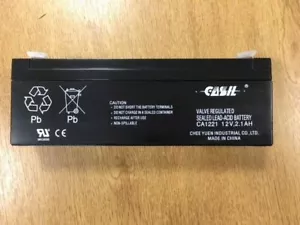 CASIL
CAUTION:
•DO NOT SHORT THE BATTERY TERMINALS
•DO NOT CHARGE IN A SEALED CONTAINER
•RECHARGE AFTER USE
•NON-SPILLABLE
Pb
Pb
VALVE REGULATED
SEALED LEAD-ACID BATTERY
CA1221 12V,2.1AH
CHEE YUEN INDUSTRIAL CO., LTD.
MADE IN CHINA